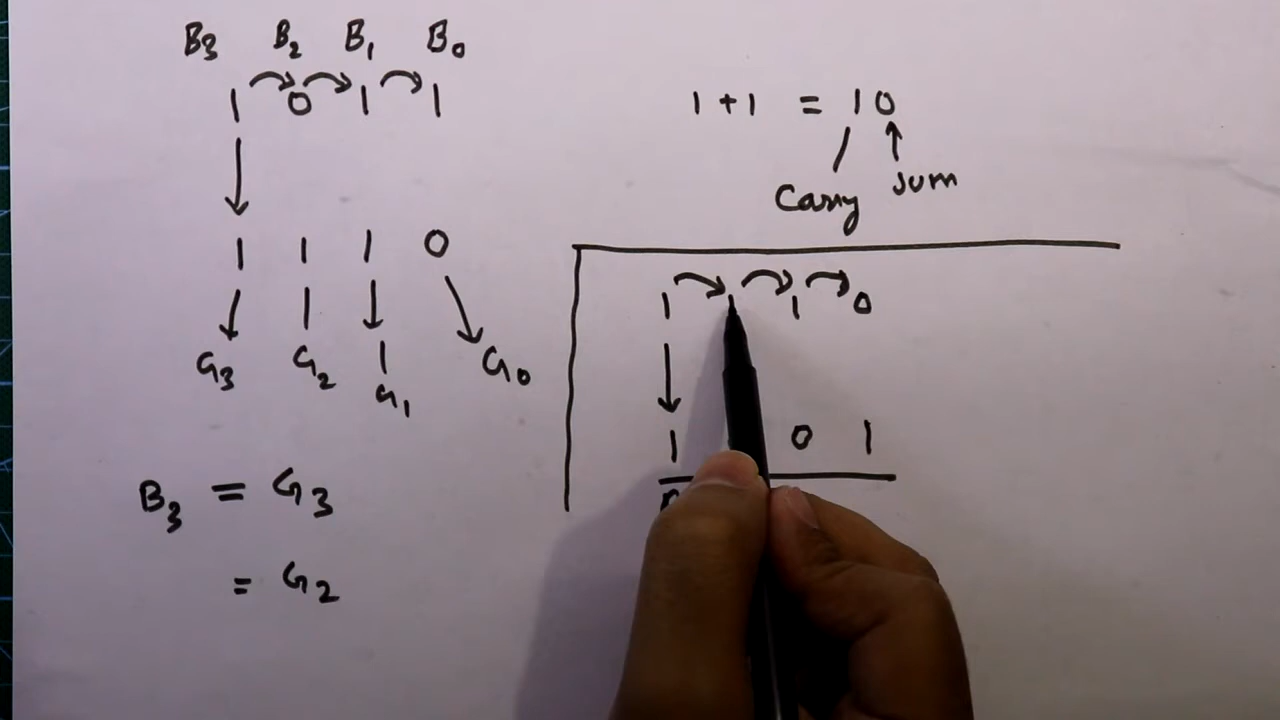 B3 B2 B1 B0
1 0 1 1
1 1 1 0
G3 G2 G1 G0
B3 = G3
= G2
1 + 1 = 10
Carry Sum
1 1 1 0
1 0 1